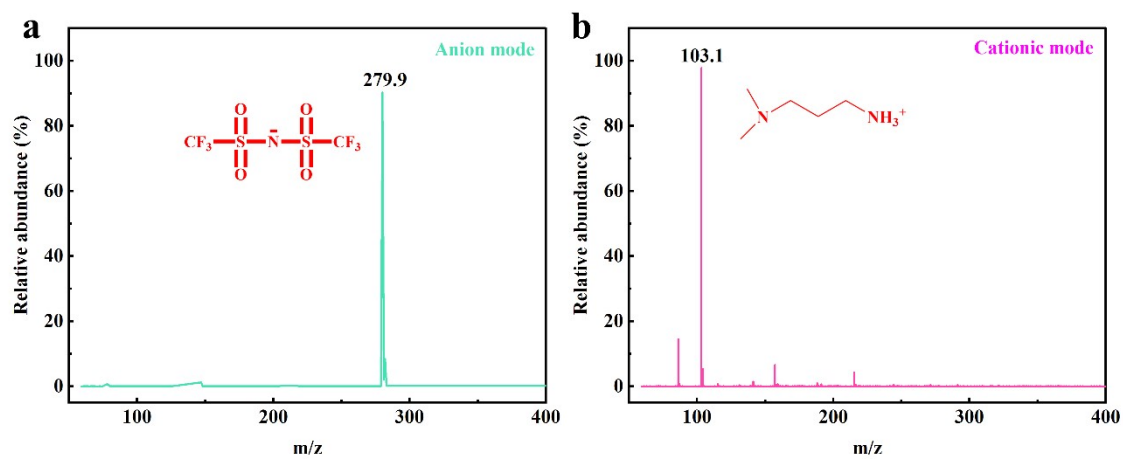 a
Anion mode
279.9
O O
CF₃ S N̄ S CF₃
O O
Relative abundance (%)
100
80
60
40
20
0
100 200 300 400
m/z
b
Cationic mode
103.1
N NH₃⁺
Relative abundance (%)
100
80
60
40
20
0
100 200 300 400
m/z